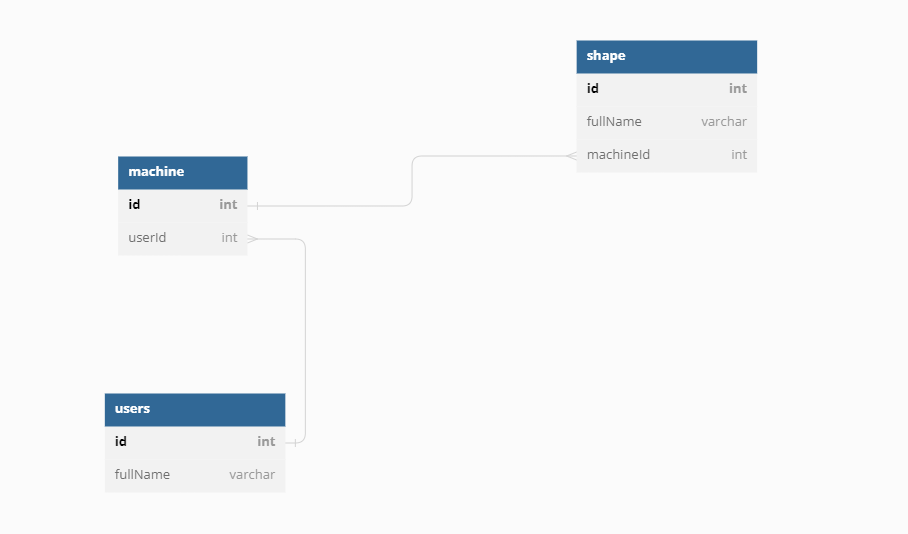 shape
id int
fullName varchar
machineId int
machine
id int
userId int
users
id int
fullName varchar